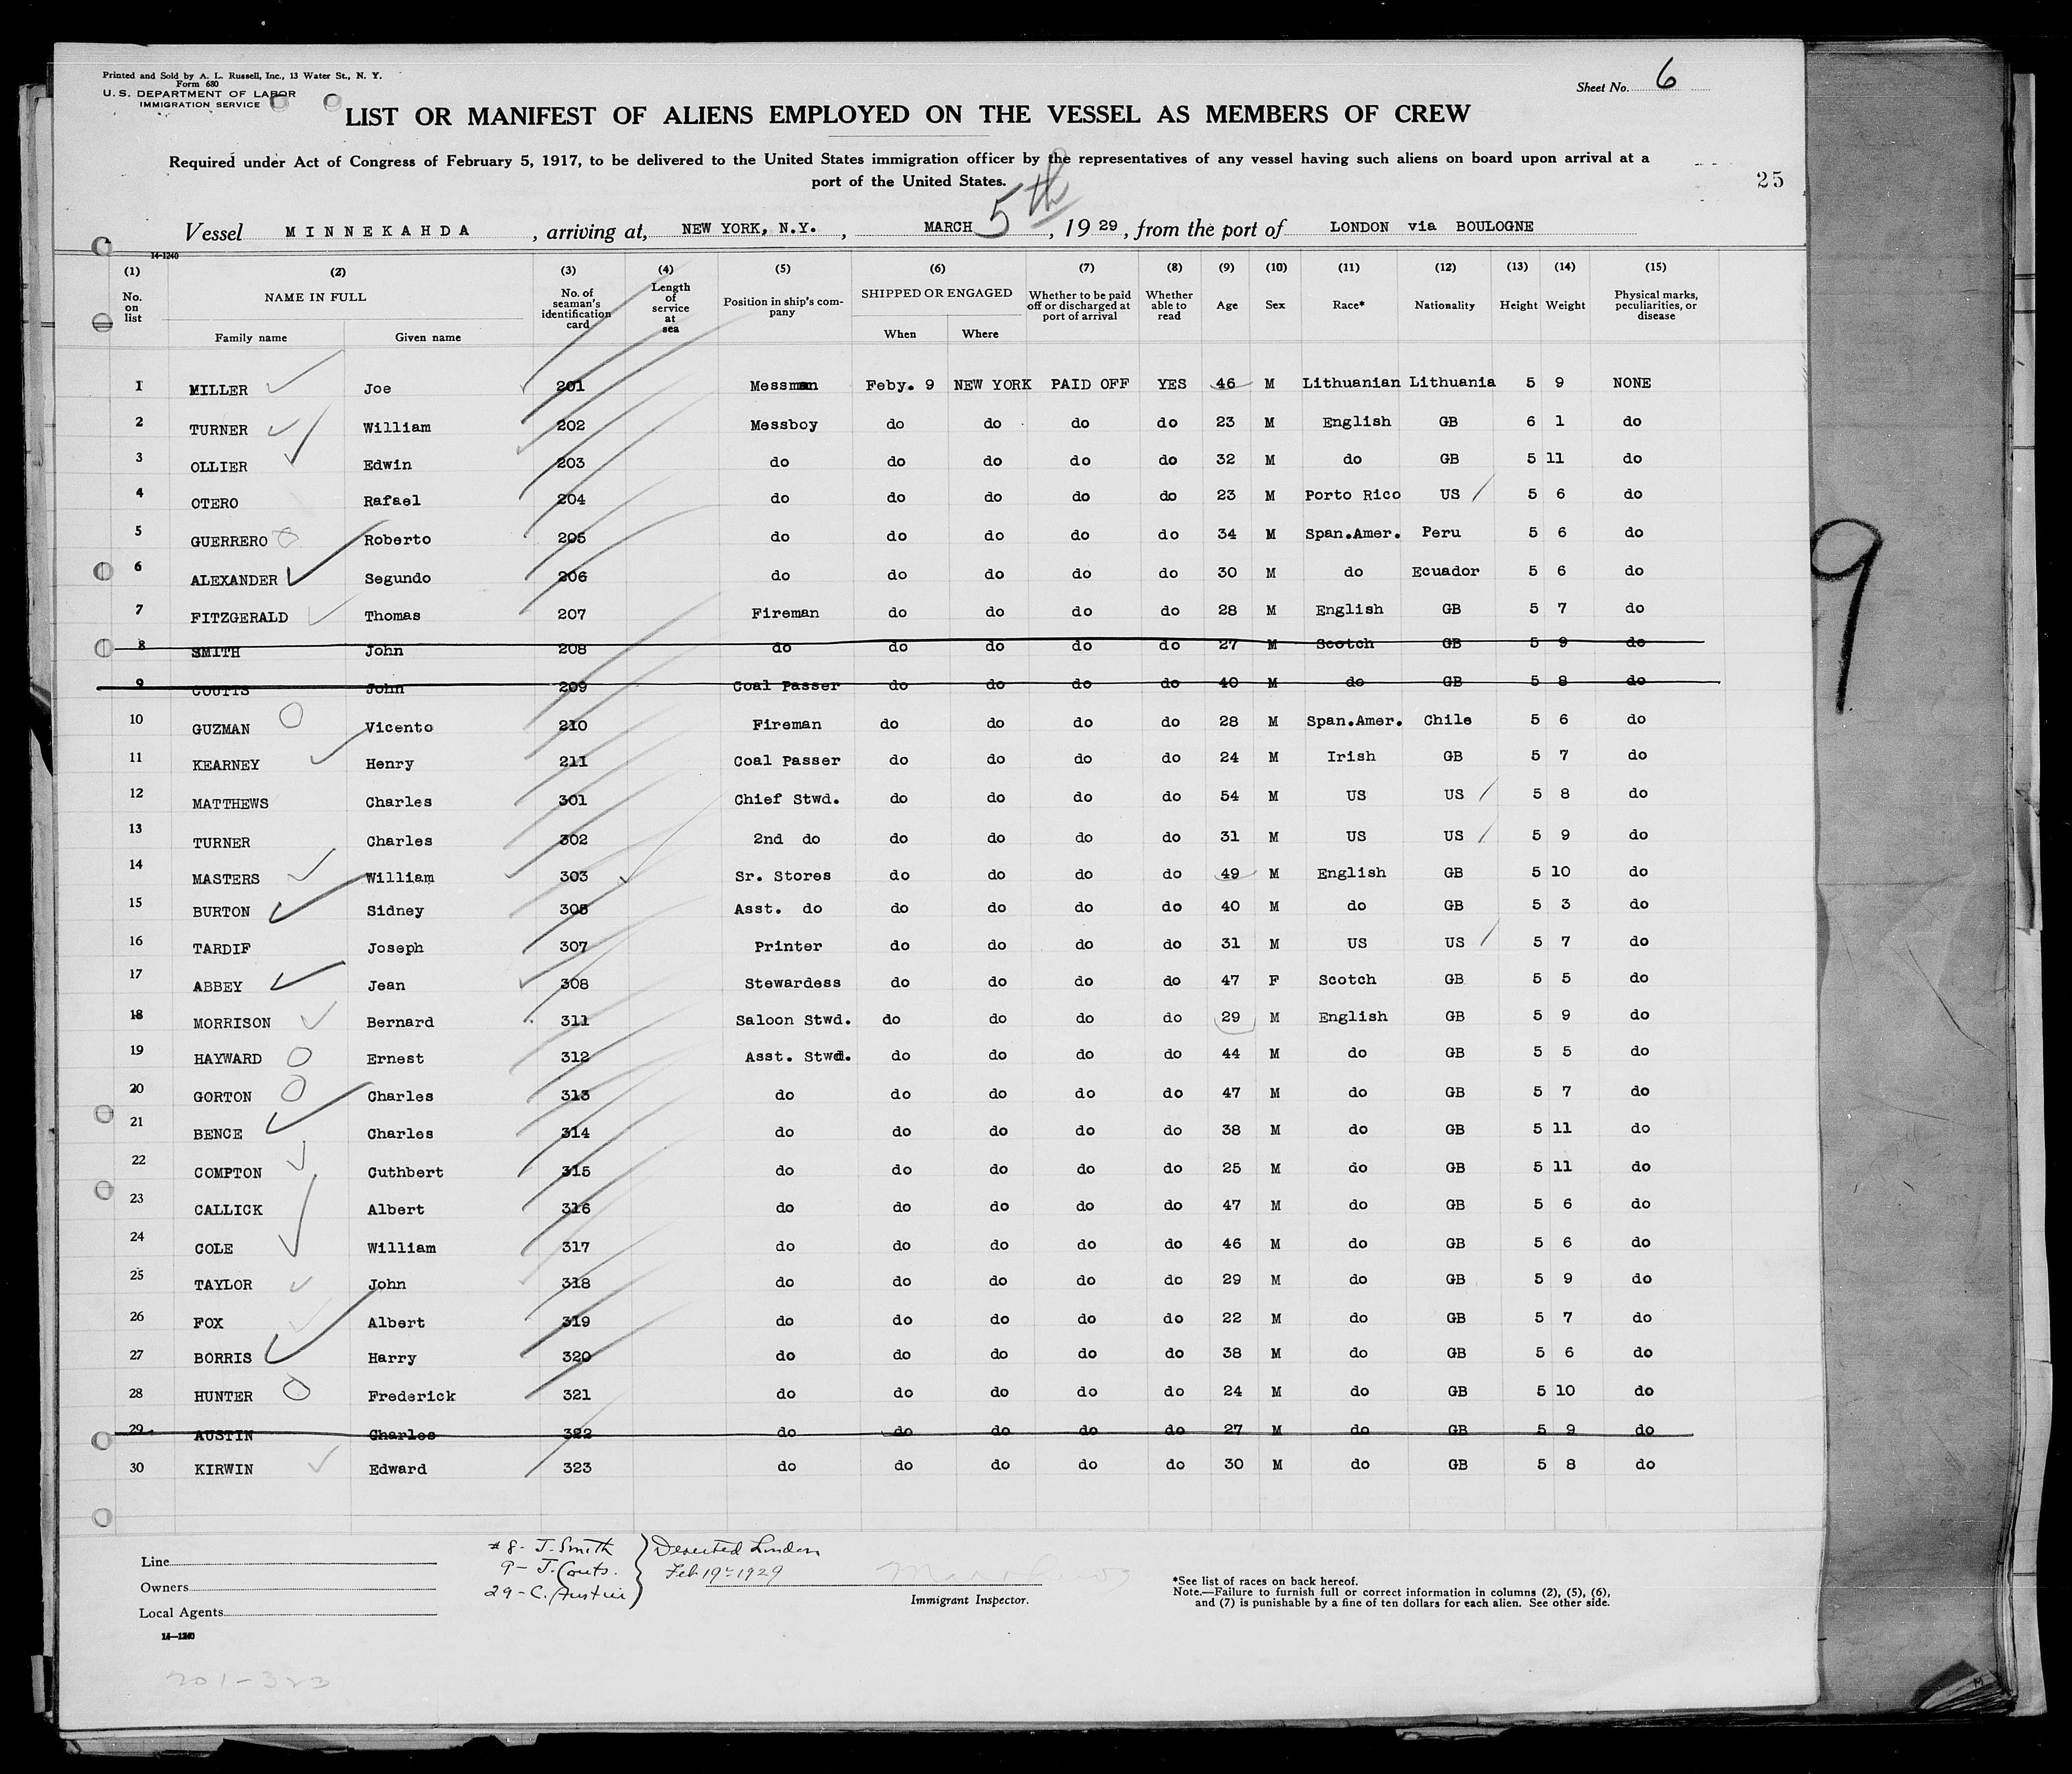 Printed and Sold by A. L. Russell, Inc., 13 Water St., N. Y.
Form 680
U. S. DEPARTMENT OF LABOR
IMMIGRATION SERVICE
Sheet No. 6
LIST OR MANIFEST OF ALIENS EMPLOYED ON THE VESSEL AS MEMBERS OF CREW
Required under Act of Congress of February 5, 1917, to be delivered to the United States immigration officer by the representatives of any vessel having such aliens on board upon arrival at a
port of the United States.
25
Vessel MINNEKAHDA, arriving at, NEW YORK, N.Y., MARCH 5th, 1929, from the port of LONDON via BOULOGNE
14-1240
(1) (2) (3) (4) (5) (6) (7) (8) (9) (10) (11) (12) (13) (14) (15)
No. on list NAME IN FULL No. of seaman's identification card Length of service at sea Position in ship's company SHIPPED OR ENGAGED Whether to be paid off or discharged at port of arrival Whether able to read Age Sex Race* Nationality Height Weight Physical marks, peculiarities, or disease
Family name Given name When Where
1 MILLER Joe 201 Messman Feby. 9 NEW YORK PAID OFF YES 46 M Lithuanian Lithuania 5 9 NONE
2 TURNER William 202 Messboy do do do do 23 M English GB 6 1 do
3 OLLIER Edwin 203 do do do do do 32 M do GB 5 11 do
4 OTERO Rafael 204 do do do do do 23 M Porto Rico US 5 6 do
5 GUERRERO Roberto 205 do do do do do 34 M Span.Amer. Peru 5 6 do
6 ALEXANDER Segundo 206 do do do do do 30 M do Ecuador 5 6 do
7 FITZGERALD Thomas 207 Fireman do do do do 28 M English GB 5 7 do
8 SMITH John 208 do do do do do 27 M Scotch GB 5 9 do
9 COUTTS John 209 Coal Passer do do do do 40 M do GB 5 8 do
10 GUZMAN Vicento 210 Fireman do do do do 28 M Span.Amer. Chile 5 6 do
11 KEARNEY Henry 211 Coal Passer do do do do 24 M Irish GB 5 7 do
12 MATTHEWS Charles 301 Chief Stwd. do do do do 54 M US US 5 8 do
13 TURNER Charles 302 2nd do do do do do 31 M US US 5 9 do
14 MASTERS William 303 Sr. Stores do do do do 49 M English GB 5 10 do
15 BURTON Sidney 305 Asst. do do do do do 40 M do GB 5 3 do
16 TARDIF Joseph 307 Printer do do do do 31 M US US 5 7 do
17 ABBEY Jean 308 Stewardess do do do do 47 F Scotch GB 5 5 do
18 MORRISON Bernard 311 Saloon Stwd. do do do do 29 M English GB 5 9 do
19 HAYWARD Ernest 312 Asst. Stwd. do do do do 44 M do GB 5 5 do
20 GORTON Charles 313 do do do do do 47 M do GB 5 7 do
21 BENCE Charles 314 do do do do do 38 M do GB 5 11 do
22 COMPTON Cuthbert 315 do do do do do 25 M do GB 5 11 do
23 CALLICK Albert 316 do do do do do 47 M do GB 5 6 do
24 COLE William 317 do do do do do 46 M do GB 5 6 do
25 TAYLOR John 318 do do do do do 29 M do GB 5 9 do
26 FOX Albert 319 do do do do do 22 M do GB 5 7 do
27 BORRIS Harry 320 do do do do do 38 M do GB 5 6 do
28 HUNTER Frederick 321 do do do do do 24 M do GB 5 10 do
29 AUSTIN Charles 322 do do do do do 27 M do GB 5 9 do
30 KIRWIN Edward 323 do do do do do 30 M do GB 5 8 do
9
# 8- J. Smith
9- J. Couts.
29- C. Austin
Deserted London
Feb 19th 1929
Line
Owners
Local Agents
14-1240
Immigrant Inspector.
*See list of races on back hereof.
Note.—Failure to furnish full or correct information in columns (2), (5), (6),
and (7) is punishable by a fine of ten dollars for each alien. See other side.
201-323